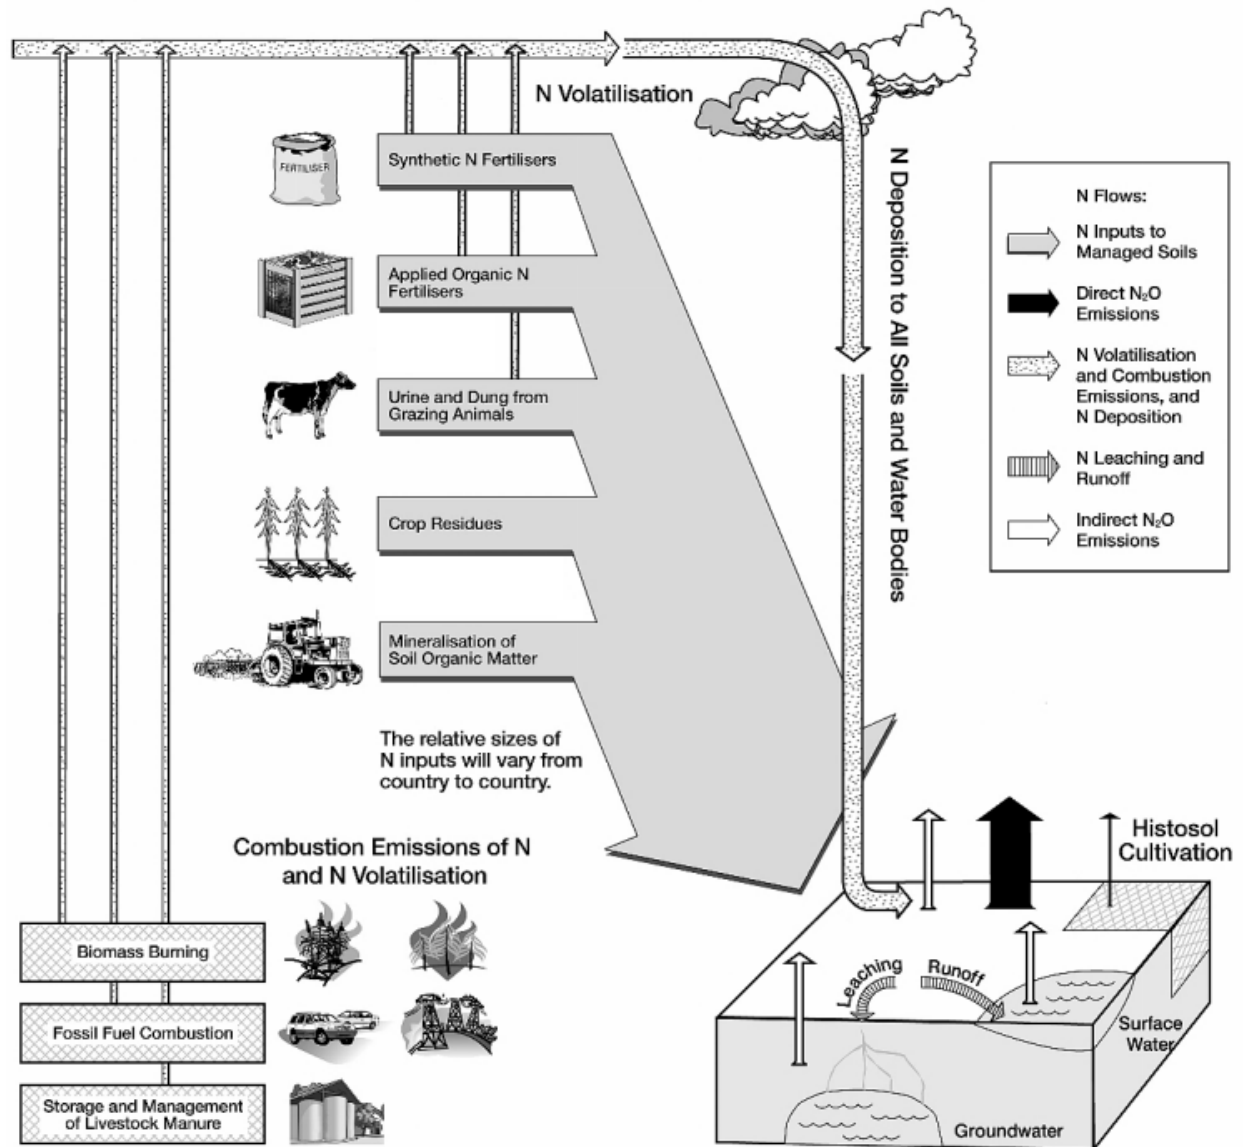 N Volatilisation
FERTILISER
Synthetic N Fertilisers
Applied Organic N
Fertilisers
Urine and Dung from
Grazing Animals
Crop Residues
Mineralisation of
Soil Organic Matter
The relative sizes of
N inputs will vary from
country to country.
N Deposition to All Soils and Water Bodies
N Flows:
N Inputs to
Managed Soils
Direct N₂O
Emissions
N Volatilisation
and Combustion
Emissions, and
N Deposition
N Leaching and
Runoff
Indirect N₂O
Emissions
Combustion Emissions of N
and N Volatilisation
Biomass Burning
Fossil Fuel Combustion
Storage and Management
of Livestock Manure
Histosol
Cultivation
Leaching
Runoff
Surface
Water
Groundwater